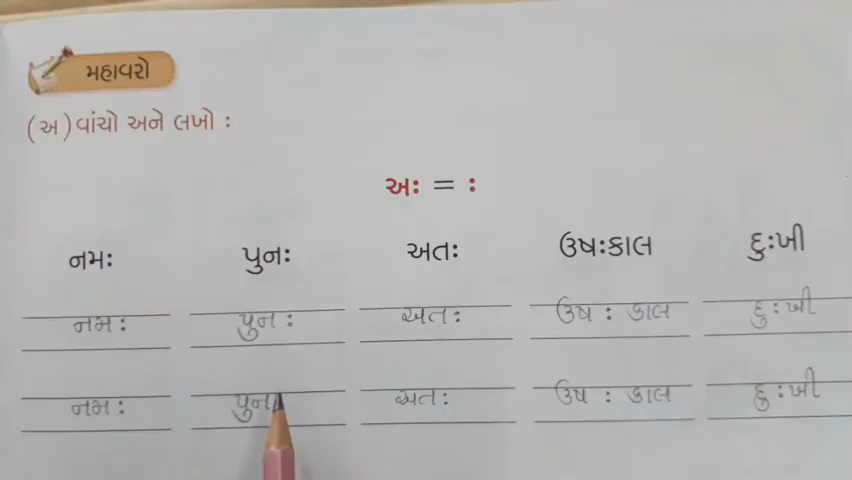 મહાવરો
(અ) વાંચો અને લખો :
અઃ = ઃ
નમઃ પુનઃ અતઃ ઉષઃકાલ દુઃખી
નમઃ પુનઃ અતઃ ઉષઃ કાલ દુઃખી
નમઃ પુન અતઃ ઉષઃ કાલ દુઃખી